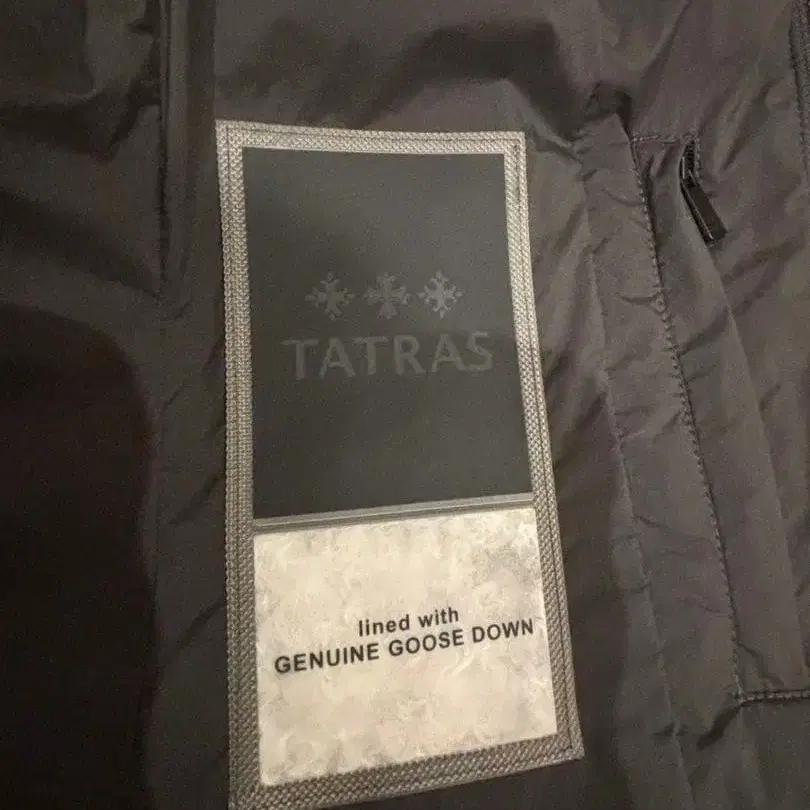 TATRAS
lined with
GENUINE GOOSE DOWN